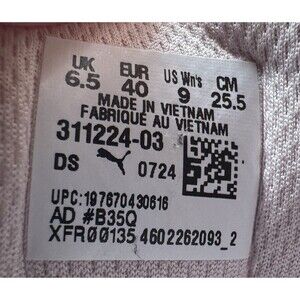 UK EUR US Wn's CM
6.5 40 9 25.5
MADE IN VIETNAM
FABRIQUÉ AU VIETNAM
311224-03
DS 0724
UPC:197670430616
AD #B35Q
XFR00135 4602262093_2